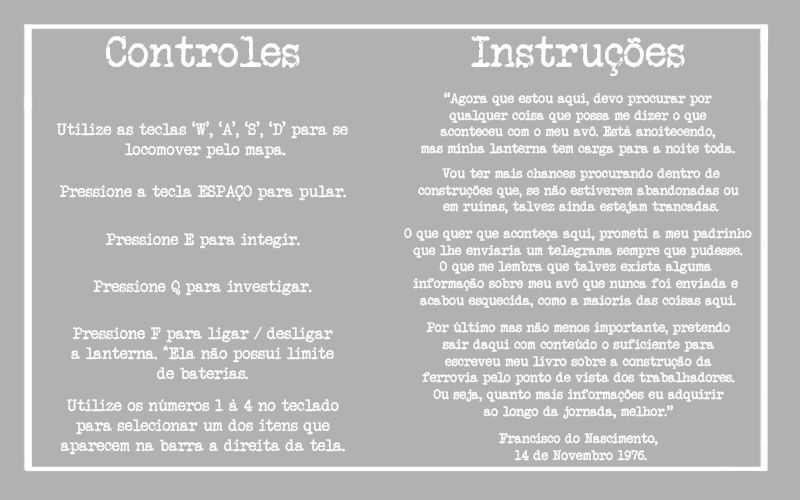 Controles
Utilize as teclas ‘W’, ‘A’, ‘S’, ‘D’ para se
locomover pelo mapa.
Pressione a tecla ESPAÇO para pular.
Pressione E para integir.
Pressione Q para investigar.
Pressione F para ligar / desligar
a lanterna. *Ela não possui limite
de baterias.
Utilize os números 1 à 4 no teclado
para selecionar um dos itens que
aparecem na barra a direita da tela.
Instruções
“Agora que estou aqui, devo procurar por
qualquer coisa que possa me dizer o que
aconteceu com o meu avô. Está anoitecendo,
mas minha lanterna tem carga para a noite toda.
Vou ter mais chances procurando dentro de
construções que, se não estiverem abandonadas ou
em ruínas, talvez ainda estejam trancadas.
O que quer que aconteça aqui, prometi a meu padrinho
que lhe enviaria um telegrama sempre que pudesse.
O que me lembra que talvez exista alguma
informação sobre meu avô que nunca foi enviada e
acabou esquecida, como a maioria das coisas aqui.
Por último mas não menos importante, pretendo
sair daqui com conteúdo o suficiente para
escreveu meu livro sobre a construção da
ferrovia pelo ponto de vista dos trabalhadores.
Ou seja, quanto mais informações eu adquirir
ao longo da jornada, melhor.”
Francisco do Nascimento,
14 de Novembro 1976.